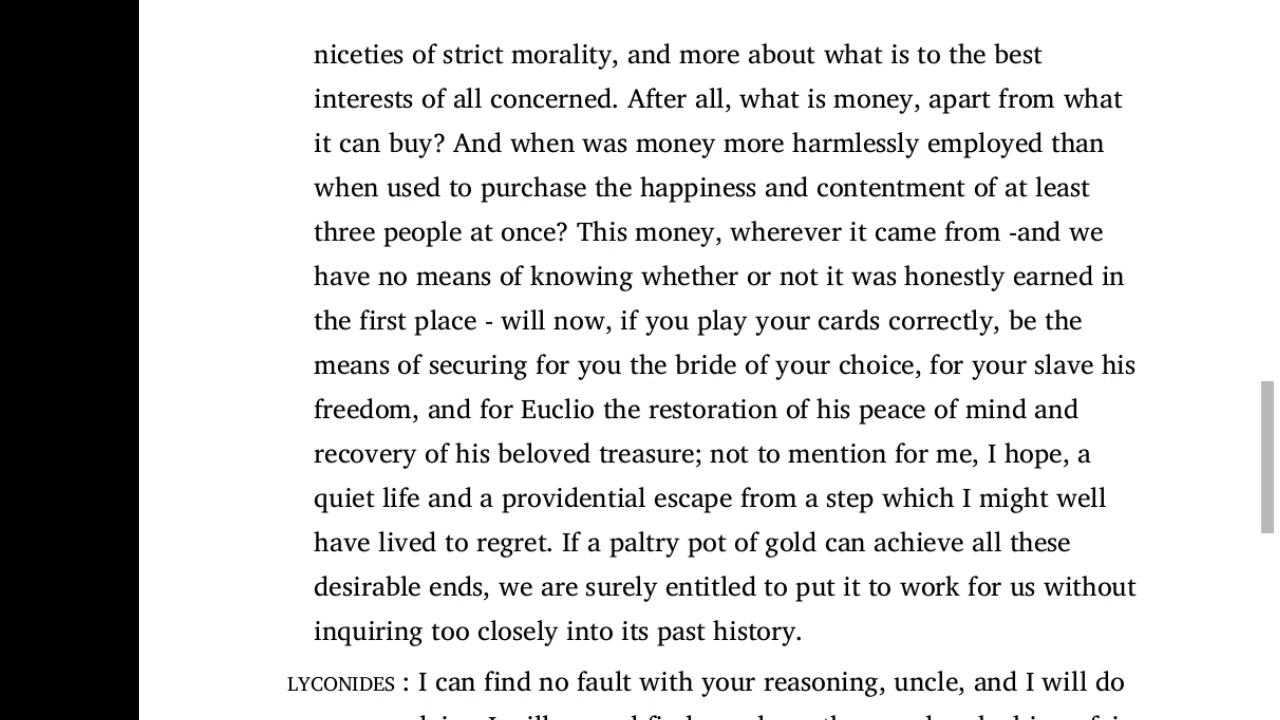 niceties of strict morality, and more about what is to the best
interests of all concerned. After all, what is money, apart from what
it can buy? And when was money more harmlessly employed than
when used to purchase the happiness and contentment of at least
three people at once? This money, wherever it came from -and we
have no means of knowing whether or not it was honestly earned in
the first place - will now, if you play your cards correctly, be the
means of securing for you the bride of your choice, for your slave his
freedom, and for Euclio the restoration of his peace of mind and
recovery of his beloved treasure; not to mention for me, I hope, a
quiet life and a providential escape from a step which I might well
have lived to regret. If a paltry pot of gold can achieve all these
desirable ends, we are surely entitled to put it to work for us without
inquiring too closely into its past history.
LYCONIDES : I can find no fault with your reasoning, uncle, and I will do